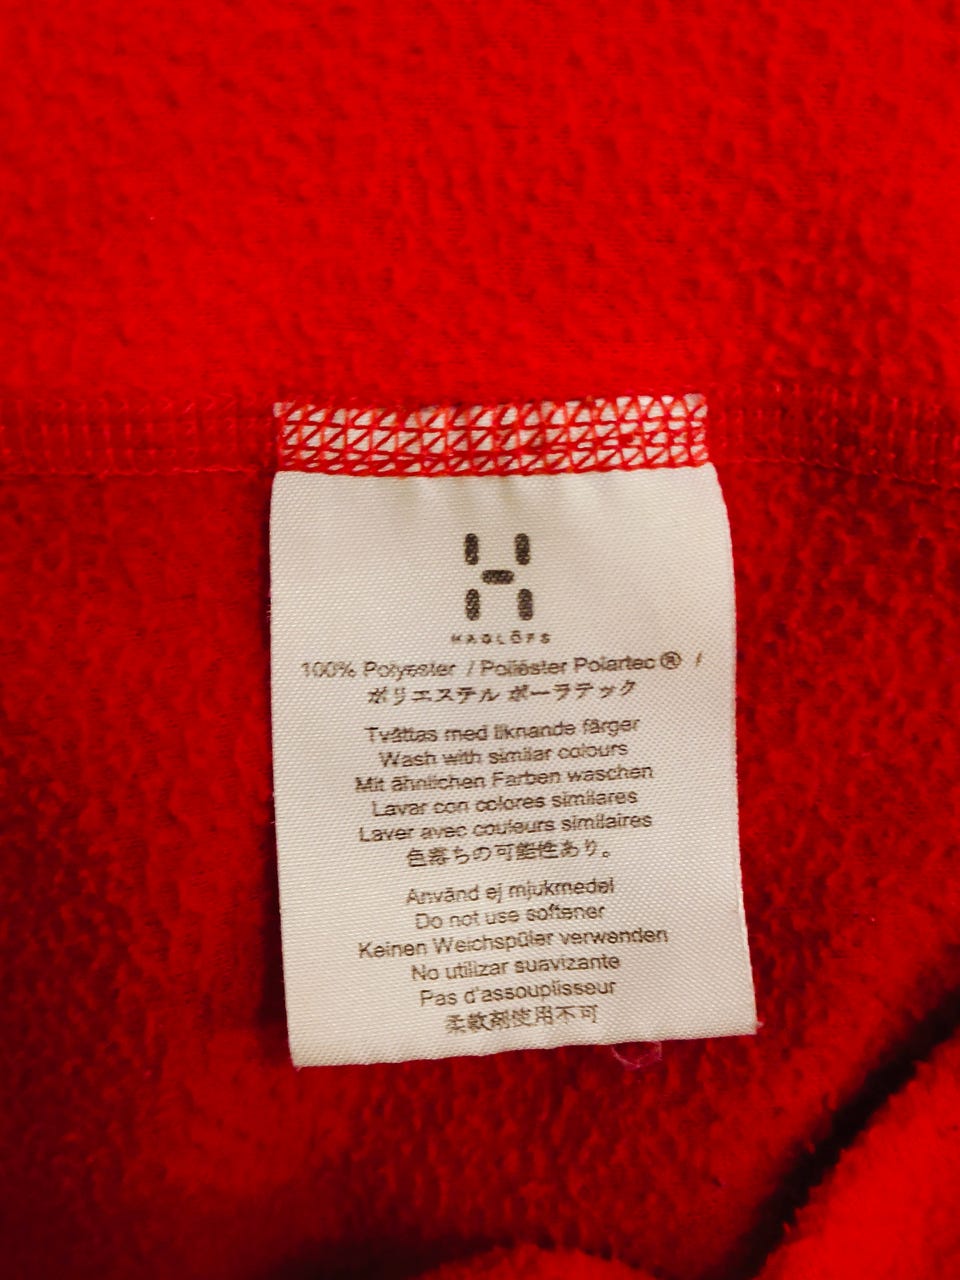 HAGLÖFS
100% Polyester / Poliéster Polartec® /
ポリエステル ポーラテック
Tvättas med liknande färger
Wash with similar colours
Mit ähnlichen Farben waschen
Lavar con colores similares
Laver avec couleurs similaires
色落ちの可能性あり。
Använd ej mjukmedel
Do not use softener
Keinen Weichspüler verwenden
No utilizar suavizante
Pas d'assouplisseur
柔軟剤使用不可